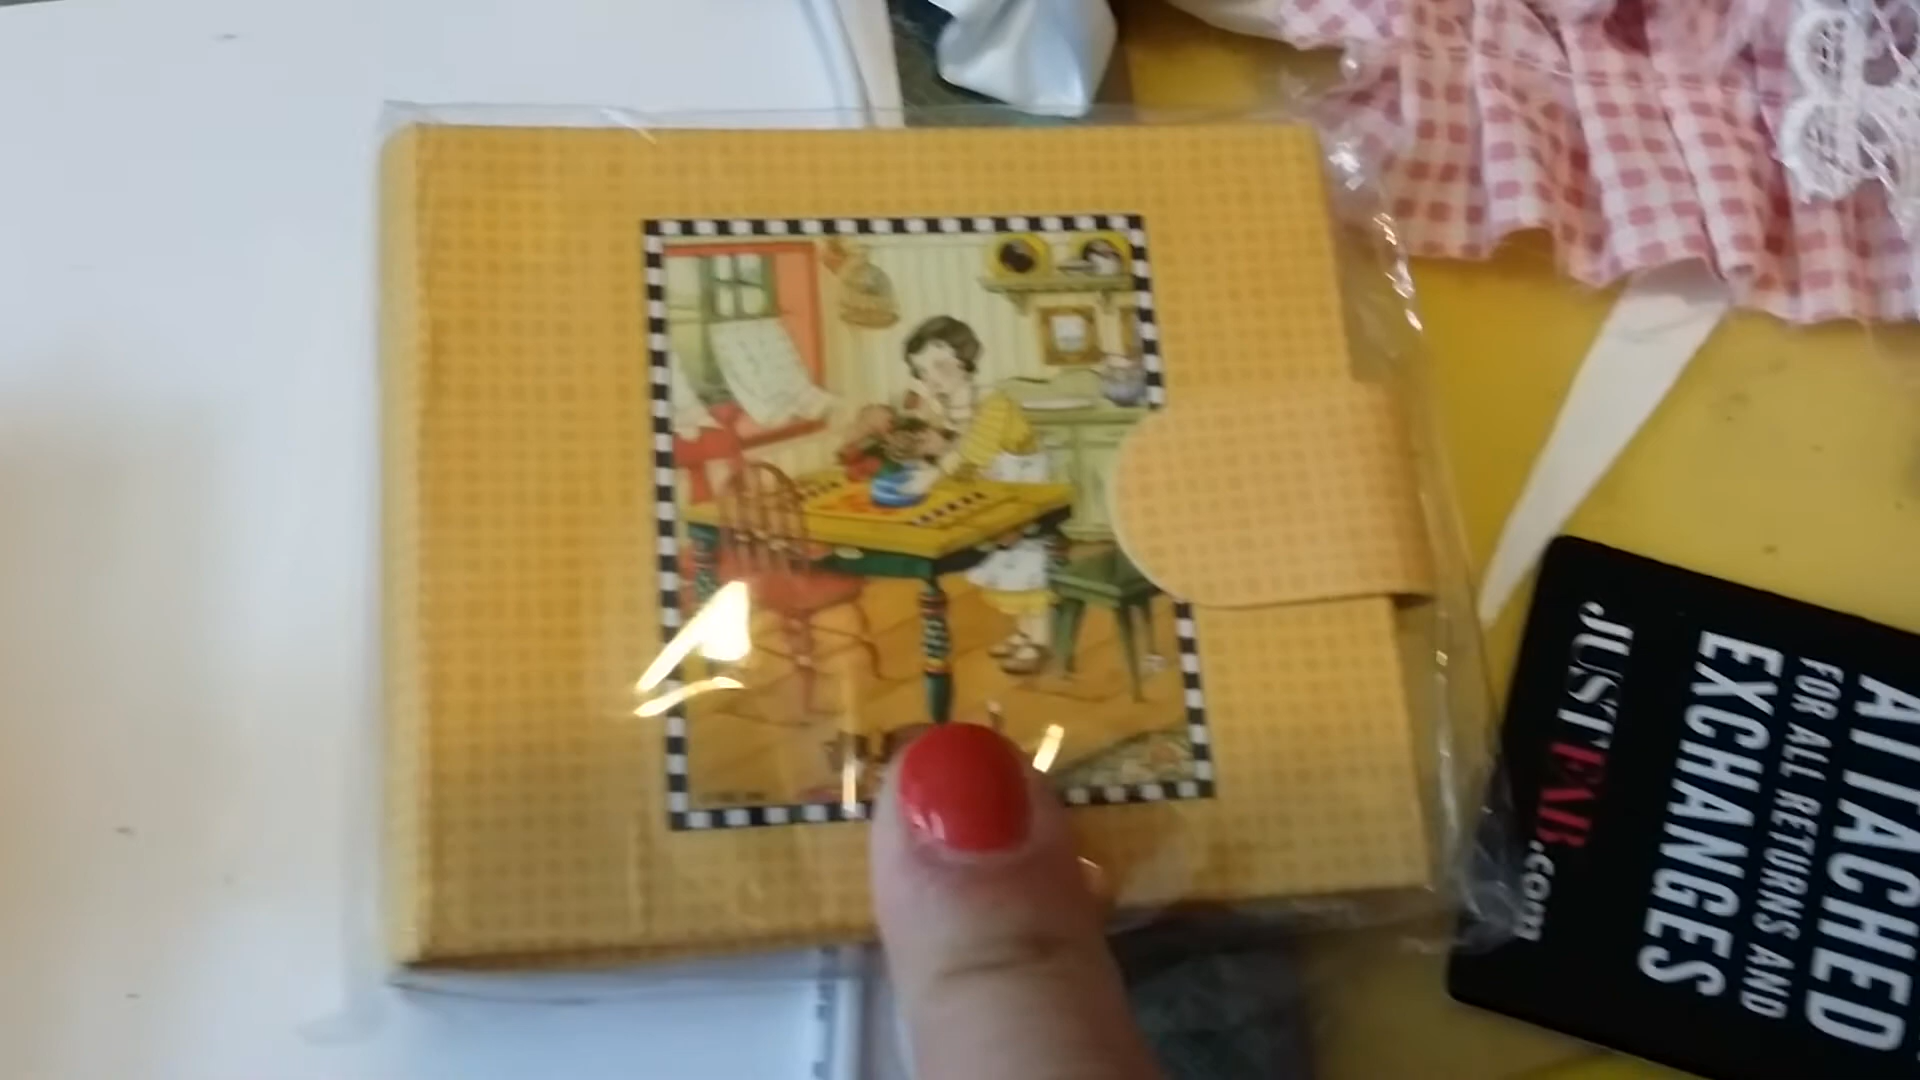 ATTACHED
FOR ALL RETURNS AND
EXCHANGES
JUSTFAB.com